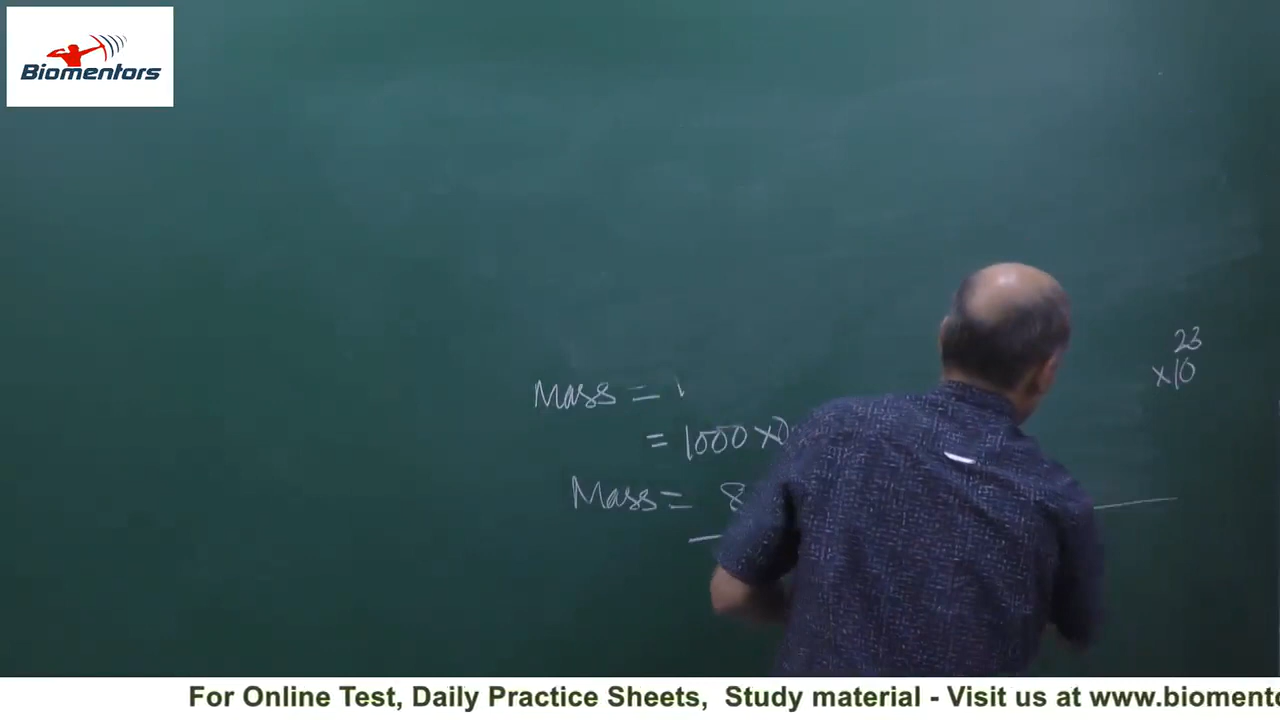 Biomentors
23
×10
Mass =
= 1000 ×
Mass = 8
For Online Test, Daily Practice Sheets, Study material - Visit us at www.biomento